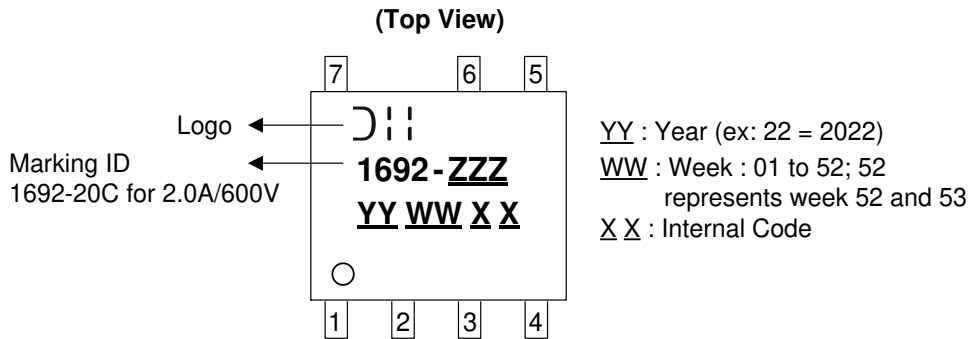 (Top View)
7 6 5
Logo
Marking ID
1692-20C for 2.0A/600V
1692-ZZZ
YY WW X X
YY : Year (ex: 22 = 2022)
WW : Week : 01 to 52; 52
represents week 52 and 53
X X : Internal Code
1 2 3 4